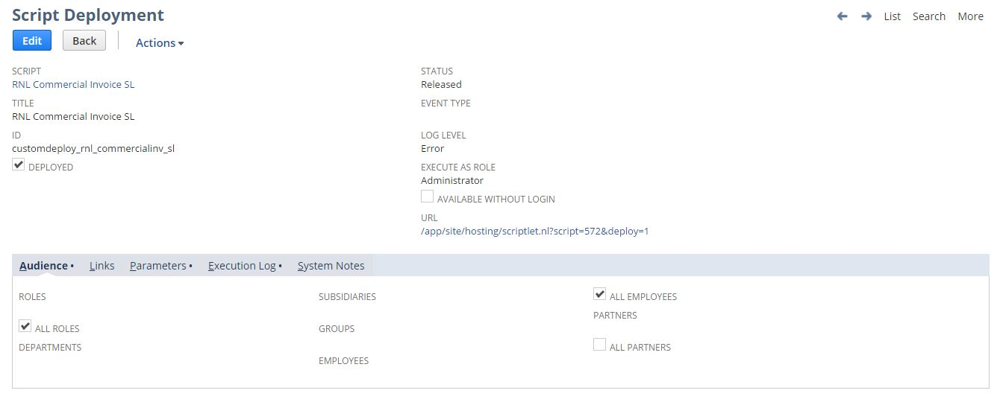 Script Deployment
List Search More
Edit Back Actions
SCRIPT
RNL Commercial Invoice SL
TITLE
RNL Commercial Invoice SL
ID
customdeploy_rnl_commercialinv_sl
DEPLOYED
STATUS
Released
EVENT TYPE
LOG LEVEL
Error
EXECUTE AS ROLE
Administrator
AVAILABLE WITHOUT LOGIN
URL
/app/site/hosting/scriptlet.nl?script=572&deploy=1
Audience • Links Parameters • Execution Log • System Notes
ROLES
ALL ROLES
DEPARTMENTS
SUBSIDIARIES
GROUPS
EMPLOYEES
ALL EMPLOYEES
PARTNERS
ALL PARTNERS